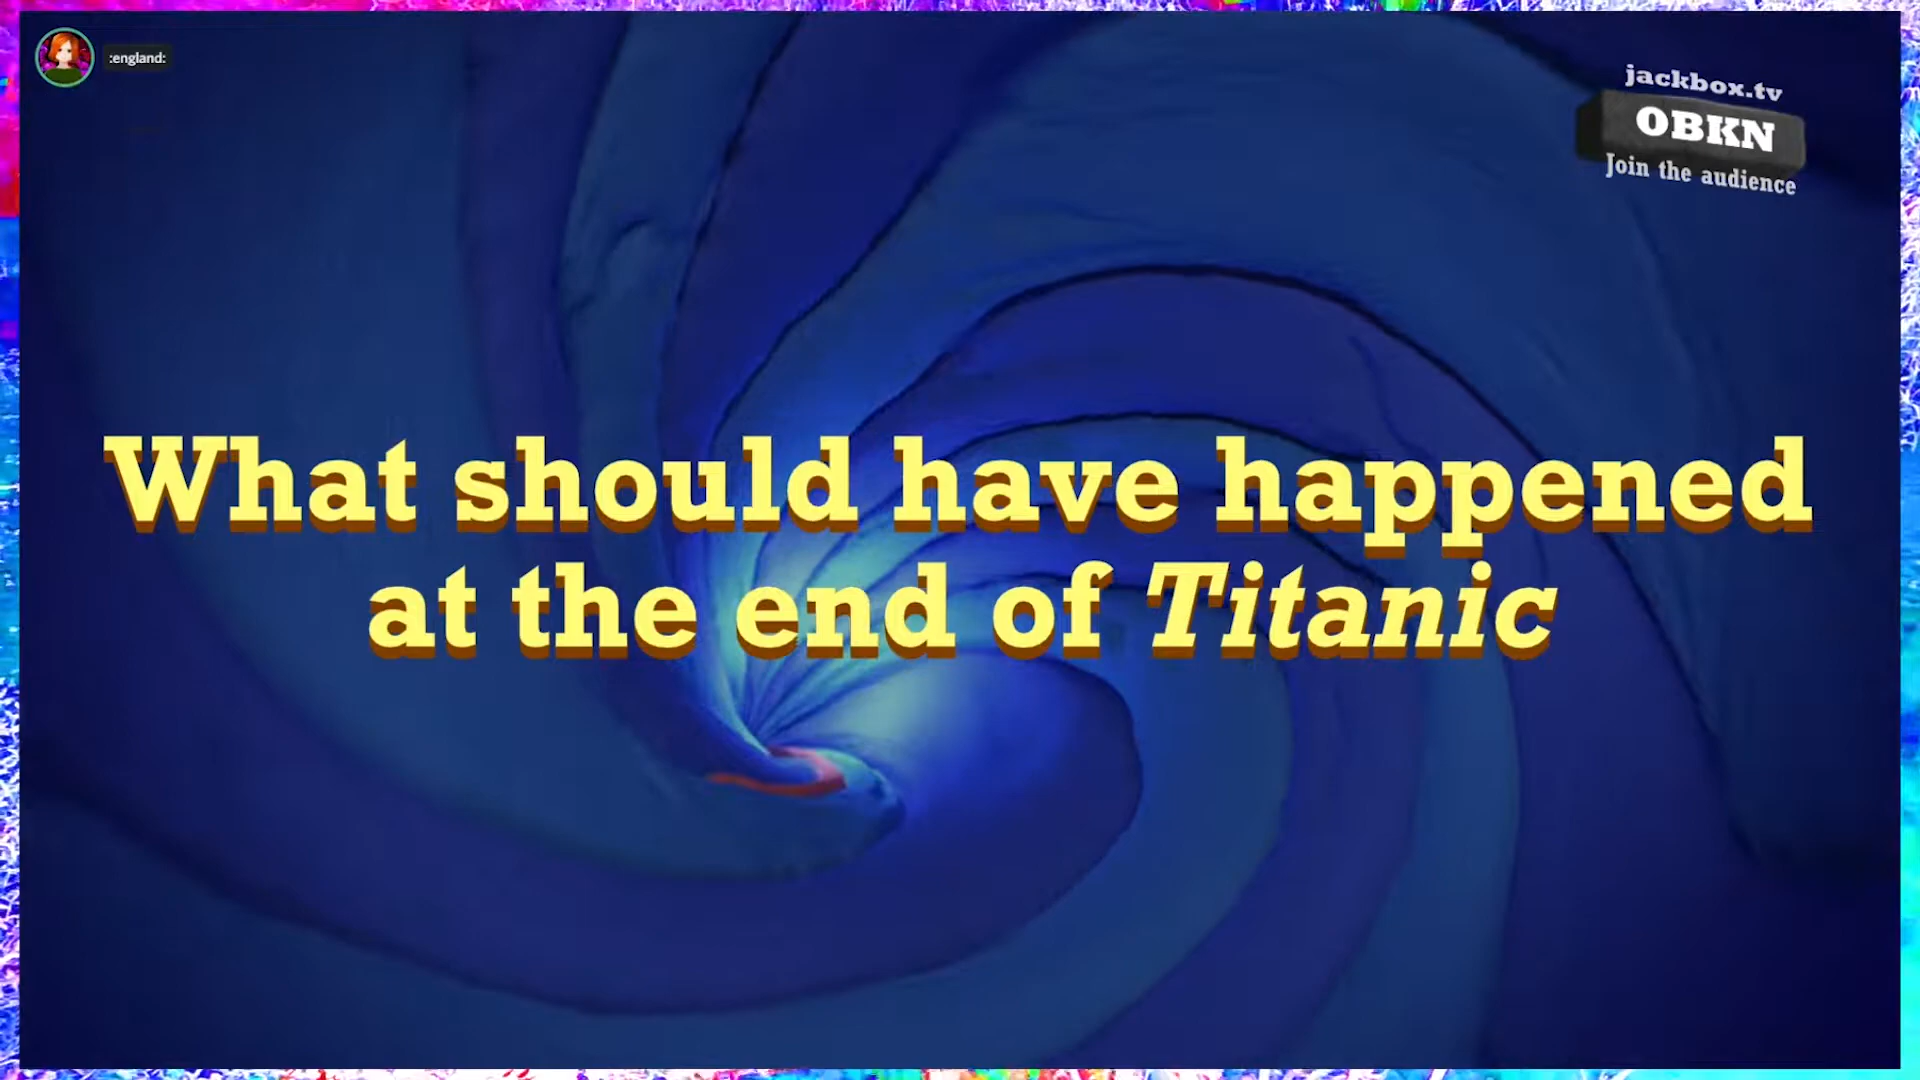 :england:
jackbox.tv
OBKN
Join the audience
What should have happened
at the end of Titanic